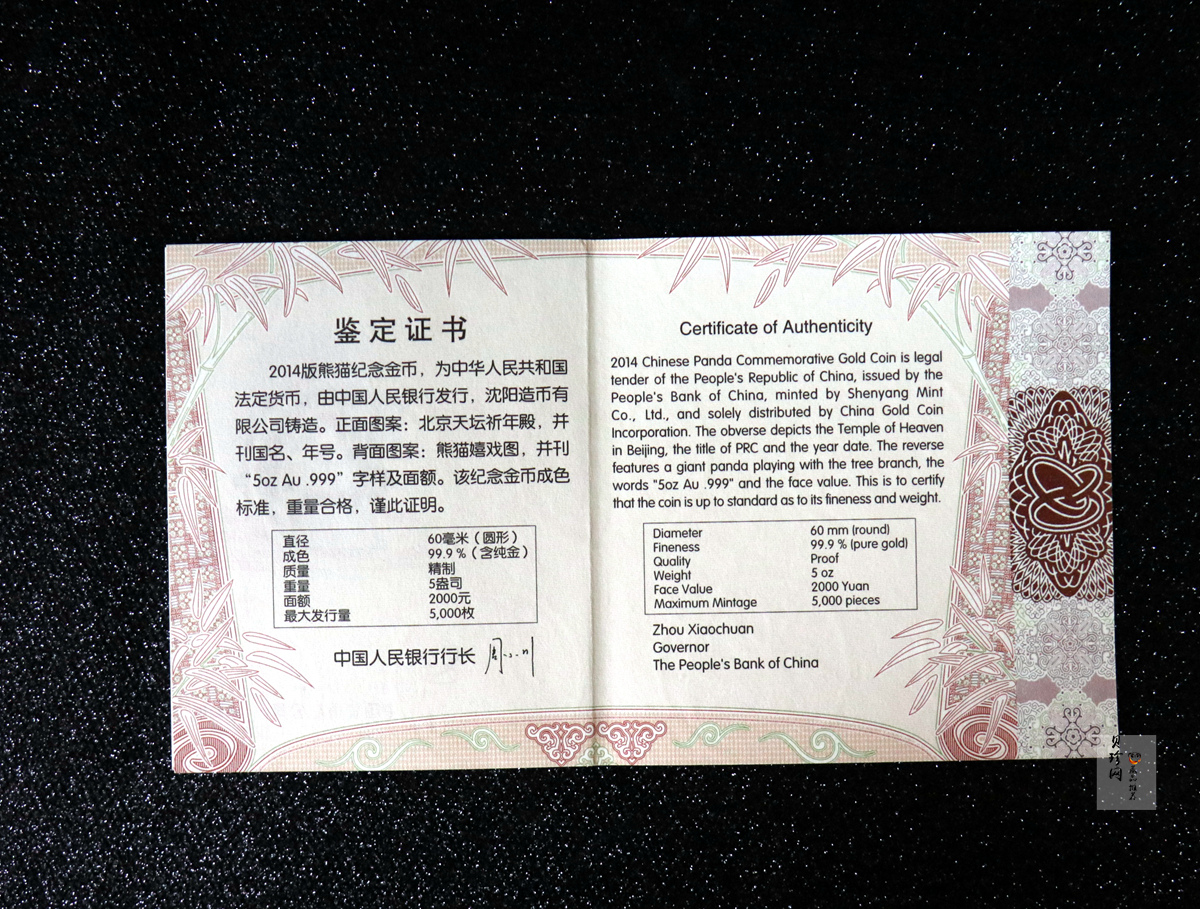 鉴定证书
2014版熊猫纪念金币，为中华人民共和国
法定货币，由中国人民银行发行，沈阳造币有
限公司铸造。正面图案：北京天坛祈年殿，并
刊国名、年号。背面图案：熊猫嬉戏图，并刊
“5oz Au .999”字样及面额。该纪念金币成色
标准，重量合格，谨此证明。
直径 60毫米（圆形）
成色 99.9％（含纯金）
质量 精制
重量 5盎司
面额 2000元
最大发行量 5,000枚
中国人民银行行长 周小川
Certificate of Authenticity
2014 Chinese Panda Commemorative Gold Coin is legal
tender of the People's Republic of China, issued by the
People's Bank of China, minted by Shenyang Mint
Co., Ltd., and solely distributed by China Gold Coin
Incorporation. The obverse depicts the Temple of Heaven
in Beijing, the title of PRC and the year date. The reverse
features a giant panda playing with the tree branch, the
words "5oz Au .999" and the face value. This is to certify
that the coin is up to standard as to its fineness and weight.
Diameter 60 mm (round)
Fineness 99.9 % (pure gold)
Quality Proof
Weight 5 oz
Face Value 2000 Yuan
Maximum Mintage 5,000 pieces
Zhou Xiaochuan
Governor
The People's Bank of China